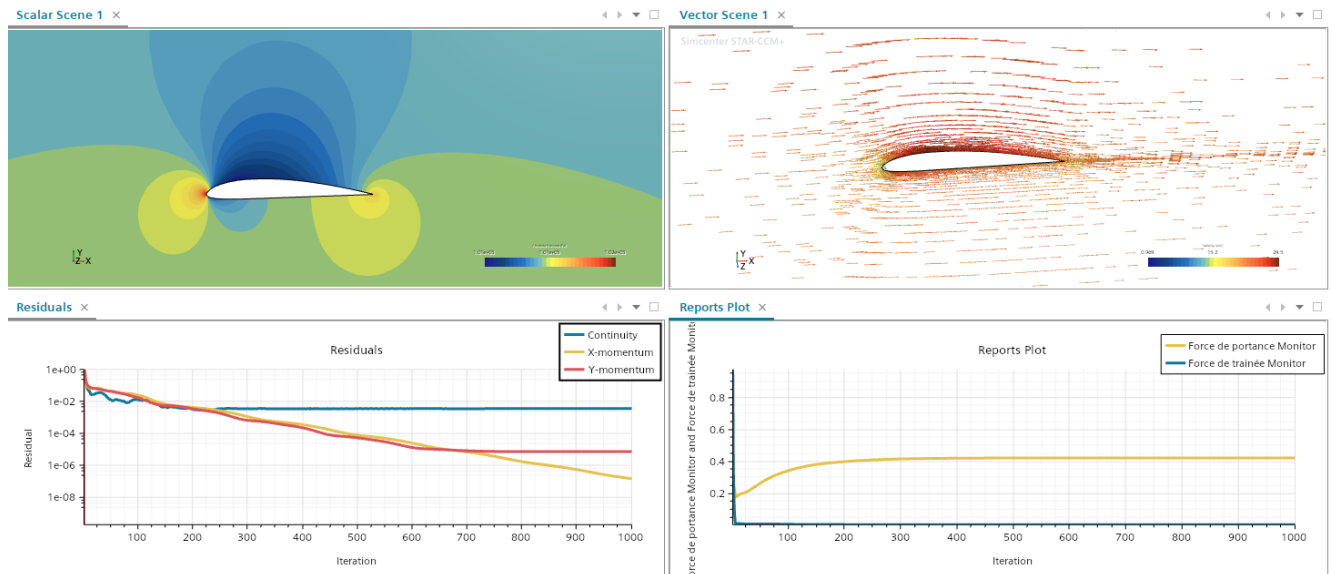 Scalar Scene 1 ×
Y
Z-X
Vector Scene 1 ×
Simcenter STAR-CCM+
Y
X
Z
0.989 15.2 29.5
Residuals ×
Residuals
Continuity
X-momentum
Y-momentum
Residual
1e+00
1e-02
1e-04
1e-06
1e-08
100 200 300 400 500 600 700 800 900 1000
Iteration
Reports Plot ×
Reports Plot
Force de portance Monitor
Force de trainée Monitor
orce de portance Monitor and Force de trainée Monito
0.8
0.6
0.4
0.2
100 200 300 400 500 600 700 800 900 1000
Iteration